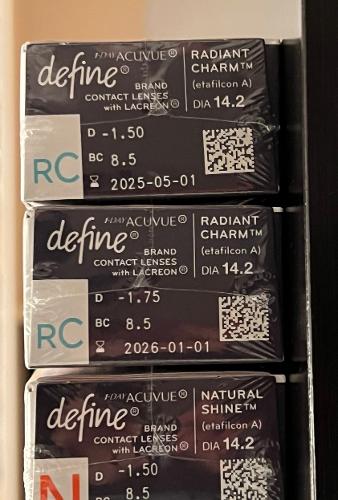 1·DAY ACUVUE®
define®
BRAND
CONTACT LENSES
with LACREON®
RADIANT
CHARM™
(etafilcon A)
DIA 14.2
D -1.50
BC 8.5
2025-05-01
RC
1·DAY ACUVUE®
define®
BRAND
CONTACT LENSES
with LACREON®
RADIANT
CHARM™
(etafilcon A)
DIA 14.2
D -1.75
BC 8.5
2026-01-01
RC
1·DAY ACUVUE®
define®
BRAND
CONTACT LENSES
with LACREON®
NATURAL
SHINE™
(etafilcon A)
DIA 14.2
D -1.50
BC 8.5